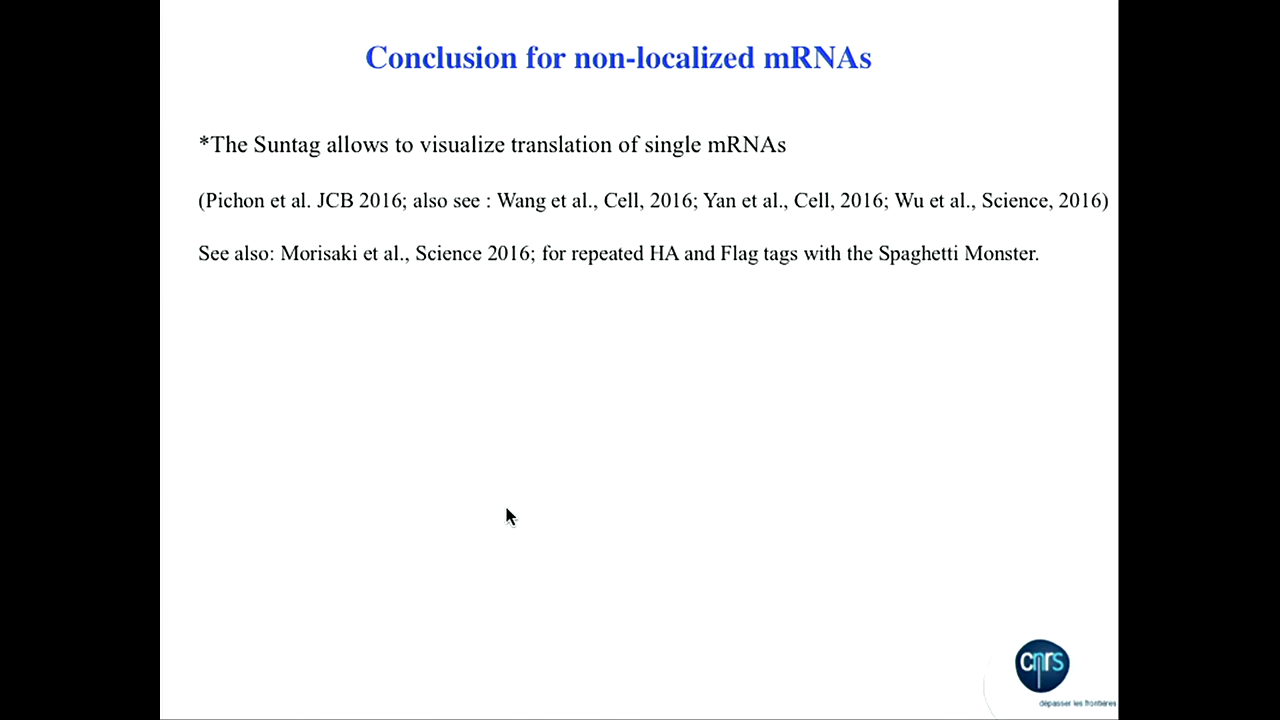 Conclusion for non-localized mRNAs
*The Suntag allows to visualize translation of single mRNAs
(Pichon et al. JCB 2016; also see : Wang et al., Cell, 2016; Yan et al., Cell, 2016; Wu et al., Science, 2016)
See also: Morisaki et al., Science 2016; for repeated HA and Flag tags with the Spaghetti Monster.
cnrs
dépasser les frontières